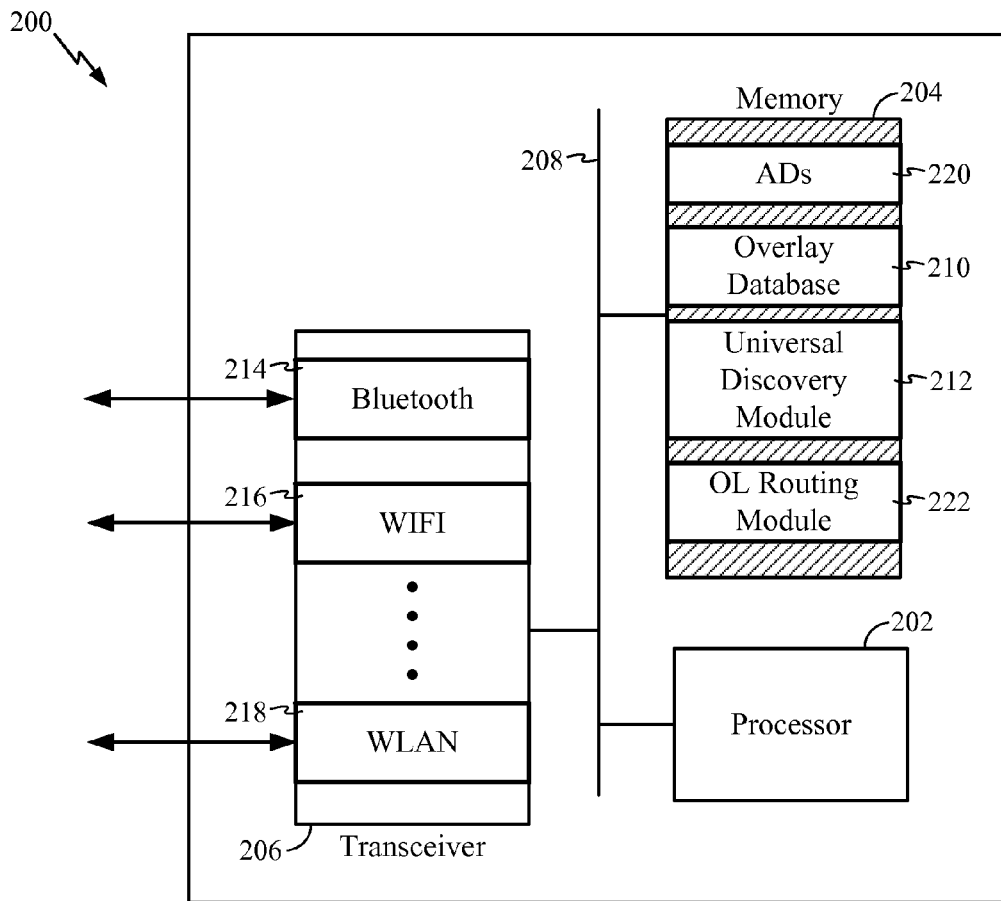 200
Memory
204
208
ADs
220
Overlay
Database
210
Universal
Discovery
Module
212
OL Routing
Module
222
214
Bluetooth
216
WIFI
218
WLAN
206
Transceiver
202
Processor